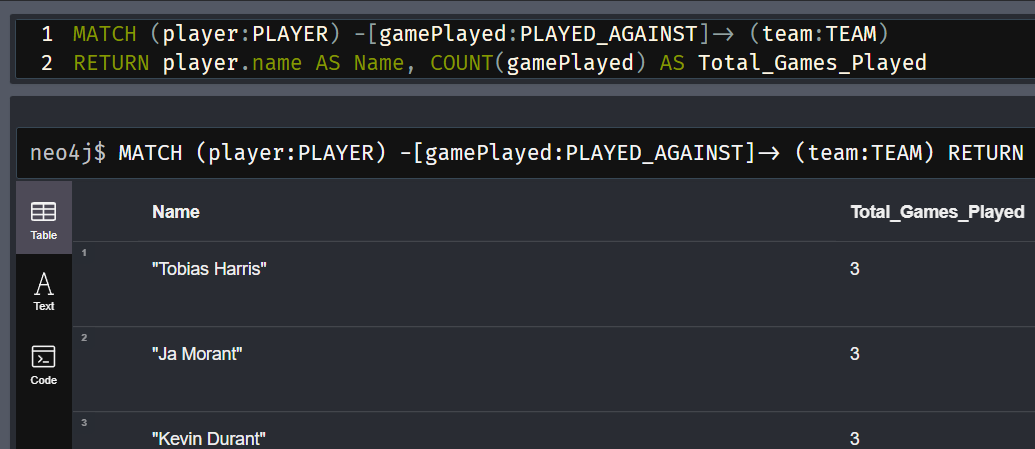 1 MATCH (player:PLAYER) -[gamePlayed:PLAYED_AGAINST]-> (team:TEAM)
2 RETURN player.name AS Name, COUNT(gamePlayed) AS Total_Games_Played
neo4j$ MATCH (player:PLAYER) -[gamePlayed:PLAYED_AGAINST]-> (team:TEAM) RETURN
Table
Name Total_Games_Played
1 "Tobias Harris" 3
Text
2 "Ja Morant" 3
Code
3 "Kevin Durant" 3